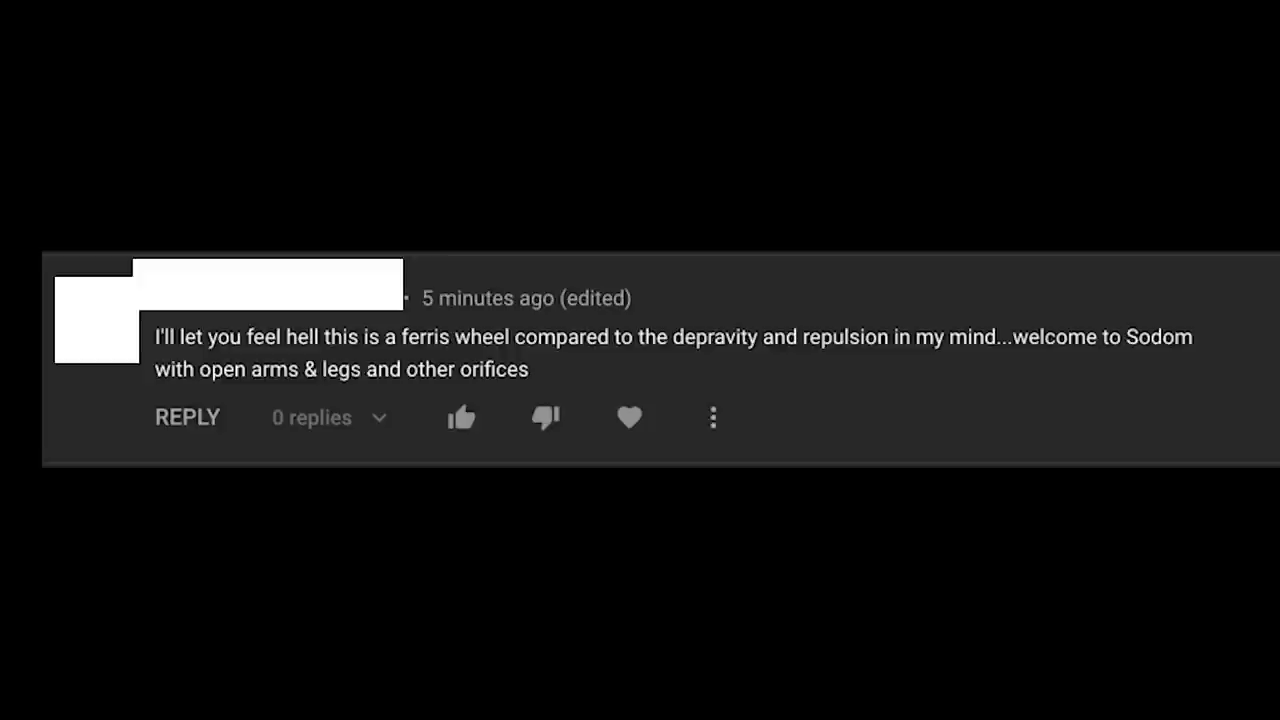 · 5 minutes ago (edited)
I'll let you feel hell this is a ferris wheel compared to the depravity and repulsion in my mind...welcome to Sodom
with open arms & legs and other orifices
REPLY 0 replies